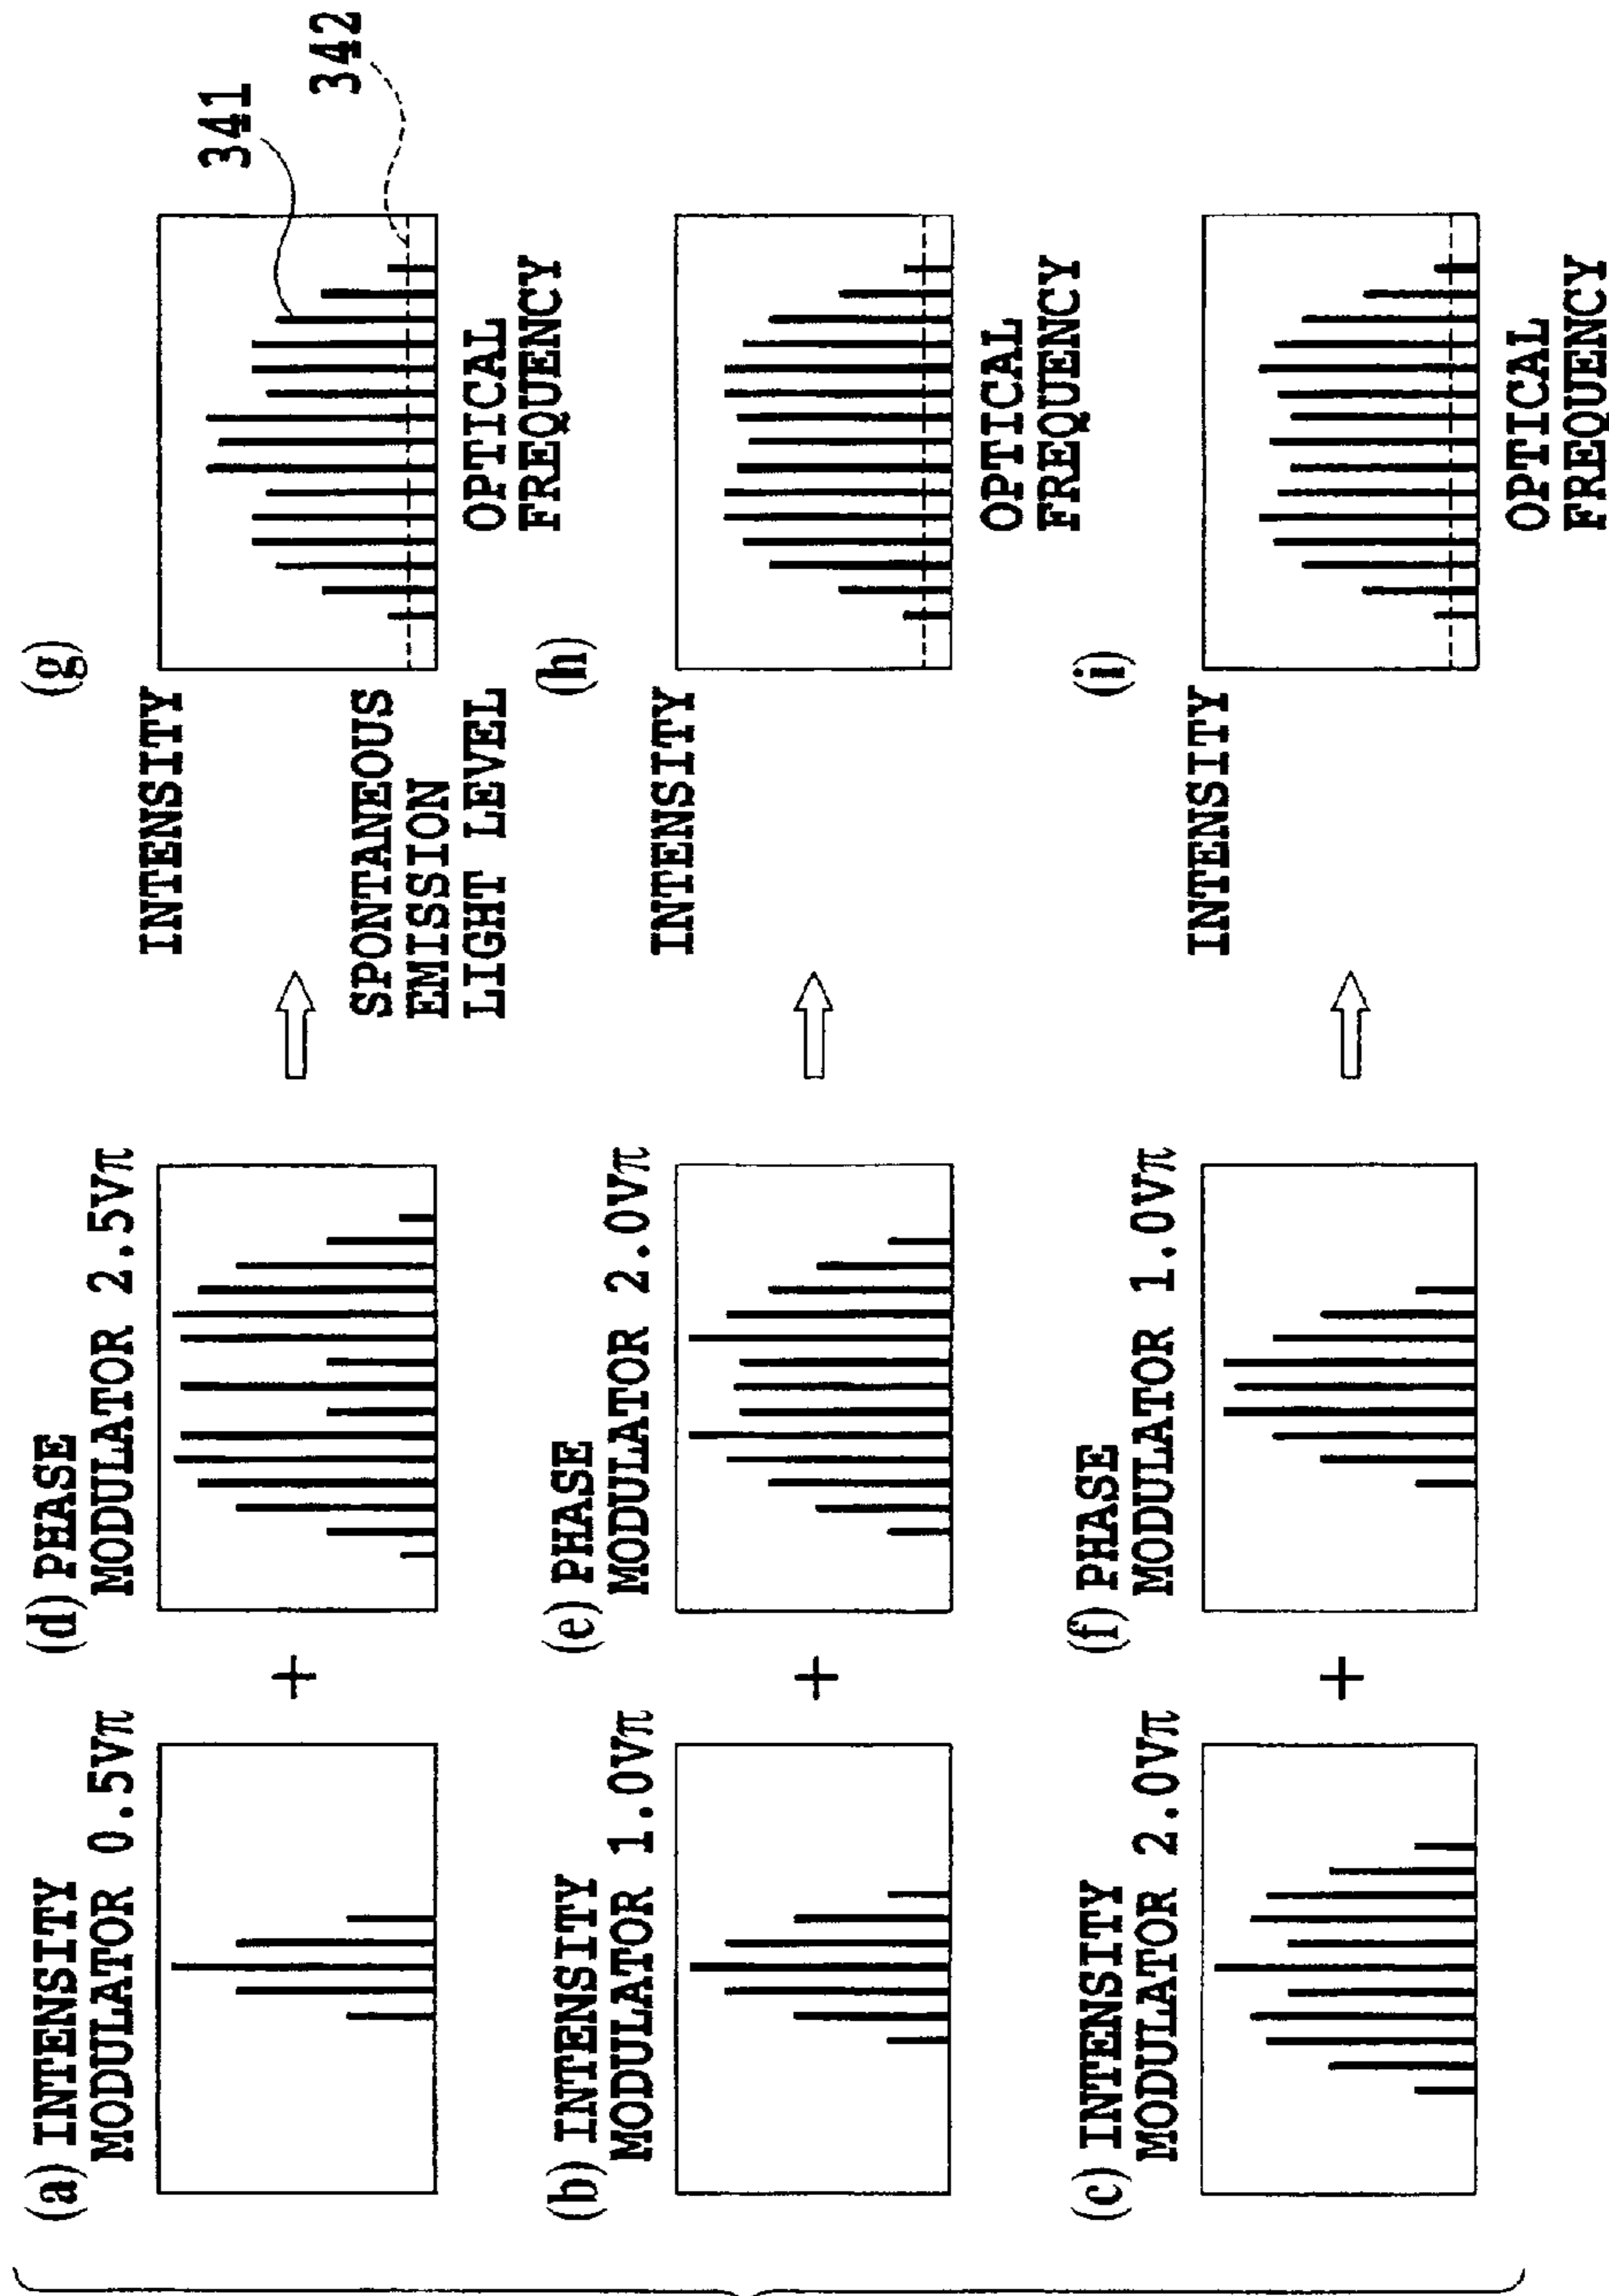 (a) INTENSITY
MODULATOR 0.5Vπ
+
(d) PHASE
MODULATOR 2.5Vπ
(g)
INTENSITY
SPONTANEOUS
EMISSION
LIGHT LEVEL
341
342
OPTICAL
FREQUENCY
(b) INTENSITY
MODULATOR 1.0Vπ
+
(e) PHASE
MODULATOR 2.0Vπ
(h)
INTENSITY
OPTICAL
FREQUENCY
(c) INTENSITY
MODULATOR 2.0Vπ
+
(f) PHASE
MODULATOR 1.0Vπ
(i)
INTENSITY
OPTICAL
FREQUENCY